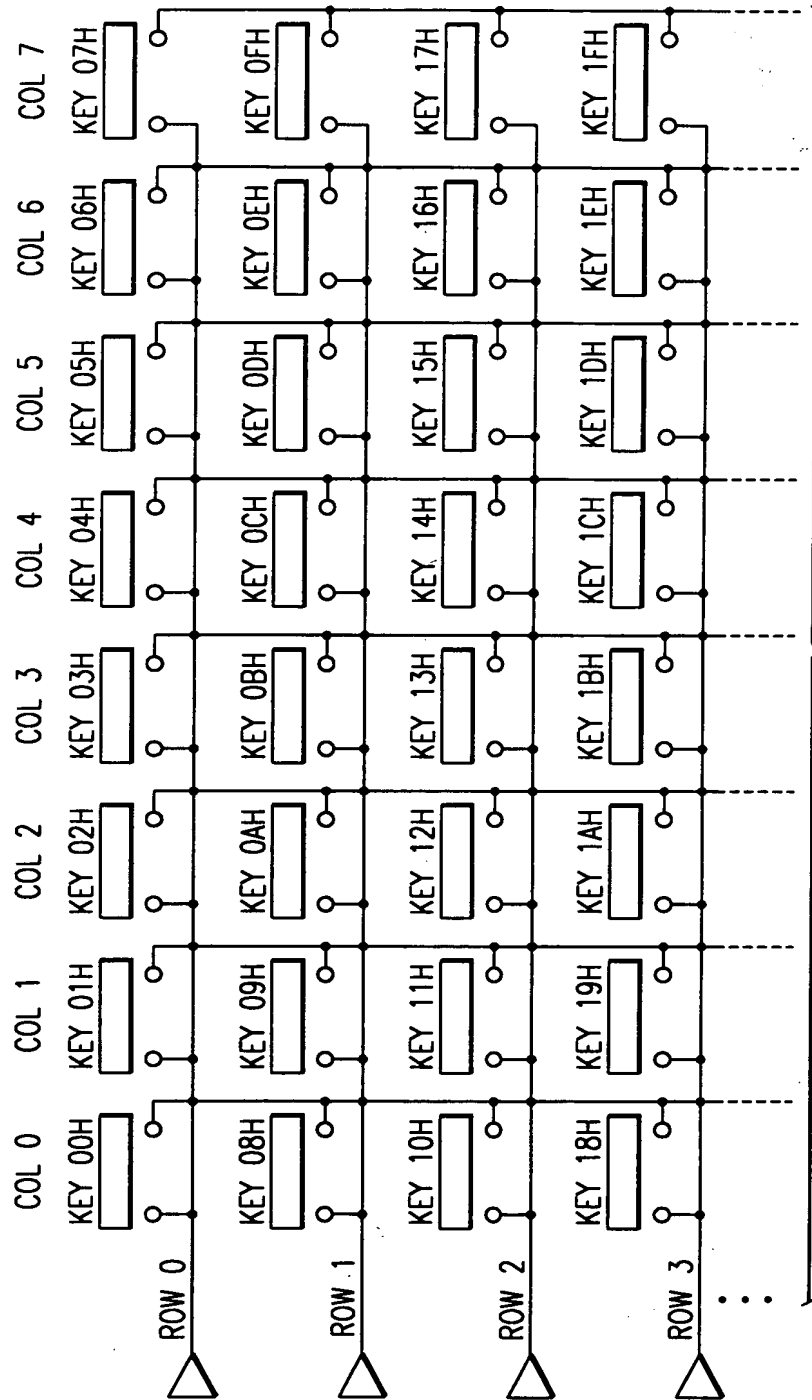 COL 0 COL 1 COL 2 COL 3 COL 4 COL 5 COL 6 COL 7
KEY 00H KEY 01H KEY 02H KEY 03H KEY 04H KEY 05H KEY 06H KEY 07H
ROW 0
KEY 08H KEY 09H KEY 0AH KEY 0BH KEY 0CH KEY 0DH KEY 0EH KEY 0FH
ROW 1
KEY 10H KEY 11H KEY 12H KEY 13H KEY 14H KEY 15H KEY 16H KEY 17H
ROW 2
KEY 18H KEY 19H KEY 1AH KEY 1BH KEY 1CH KEY 1DH KEY 1EH KEY 1FH
ROW 3